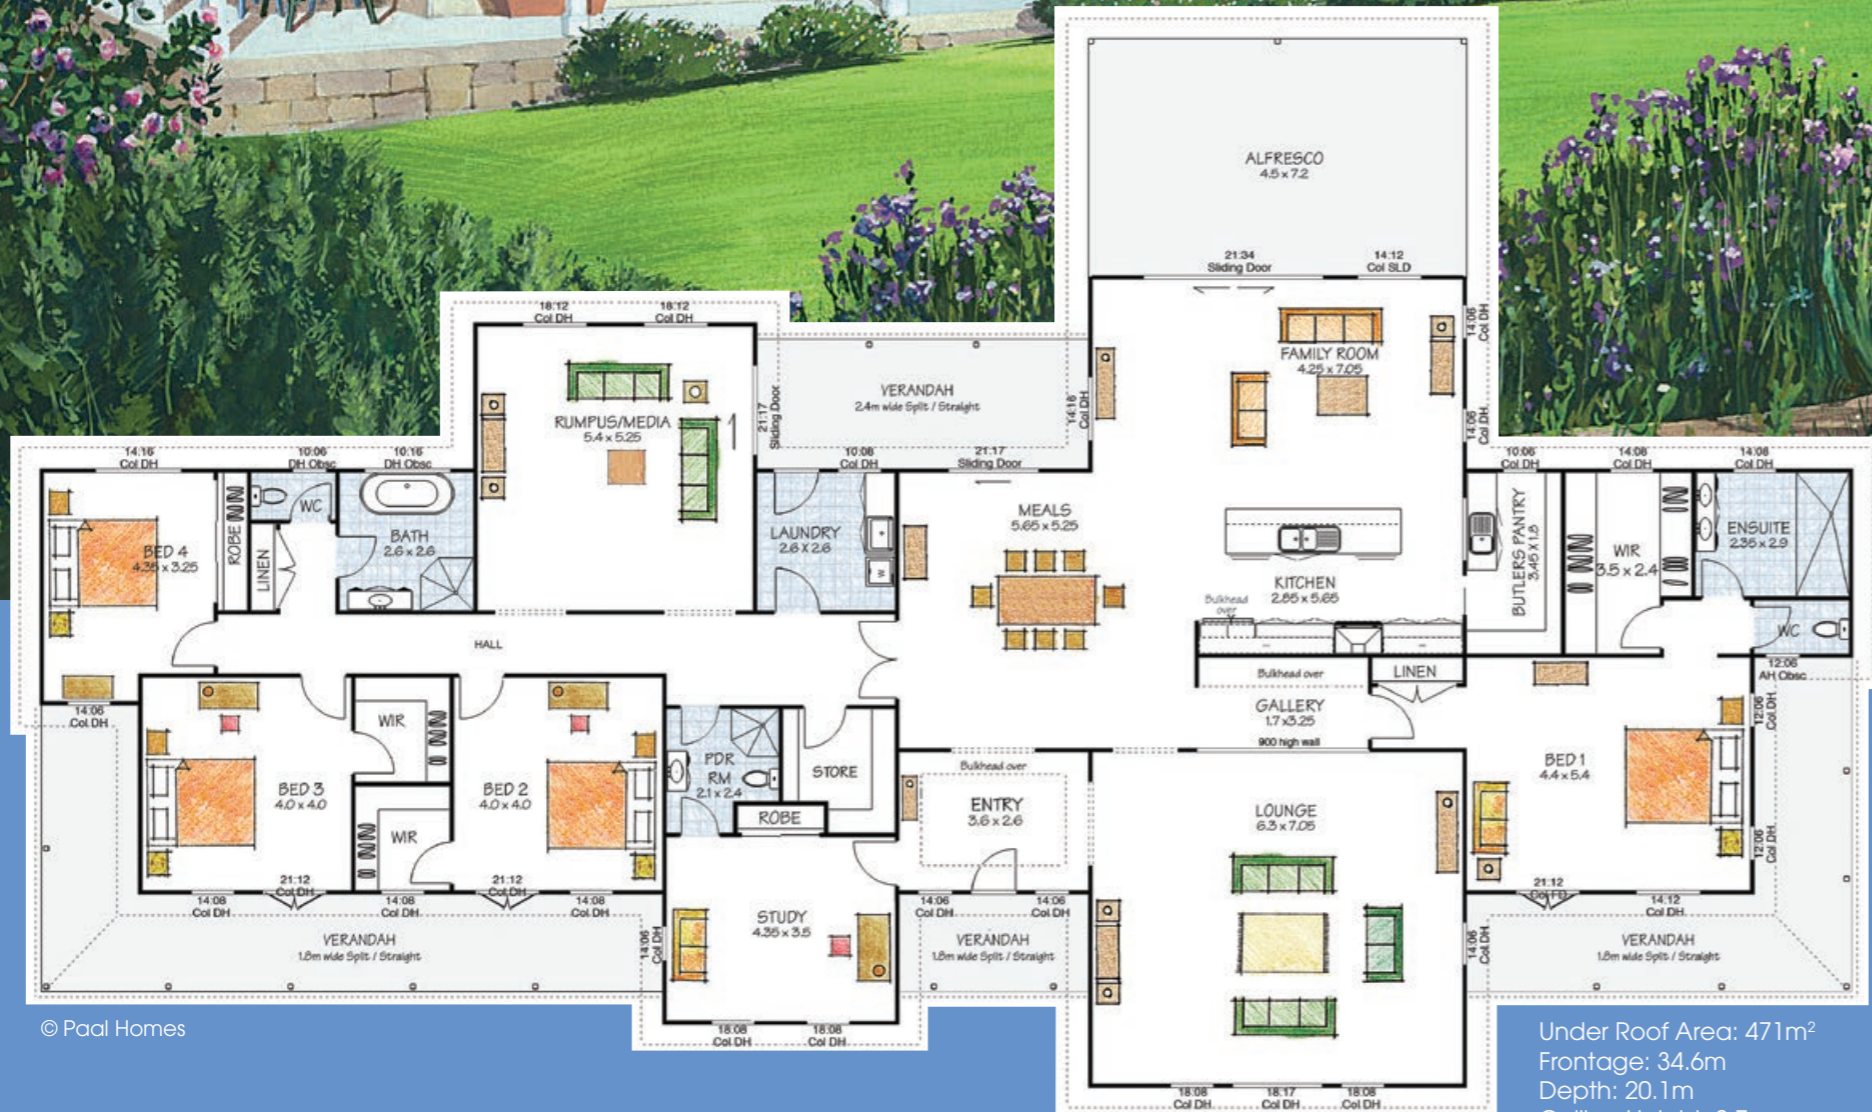 ALFRESCO
4.5 x 7.2
21:34
Sliding Door
14:12
Col SLD
18:12
Col DH
18:12
Col DH
14:06
Col DH
FAMILY ROOM
4.25 x 7.05
VERANDAH
2.4m wide Split / Straight
21:17
Sliding Door
14:16
Col DH
14:06
Col DH
RUMPUS/MEDIA
5.4 x 5.25
14:16
Col DH
10:06
DH Obsc
10:16
DH Obsc
10:08
Col DH
21:17
Sliding Door
10:06
Col DH
14:08
Col DH
14:08
Col DH
WC
ROBE
LINEN
BATH
2.6 x 2.6
BED 4
4.35 x 3.25
LAUNDRY
2.6 x 2.6
W
MEALS
5.65 x 5.25
KITCHEN
2.85 x 5.65
Bulkhead
over
BUTLERS PANTRY
3.45 x 1.8
WIR
3.5 x 2.4
ENSUITE
2.35 x 2.9
WC
12:06
AH Obsc
HALL
Bulkhead over
LINEN
GALLERY
1.7 x3.25
900 high wall
12:06
Col DH
14:06
Col DH
WIR
BED 3
4.0 x 4.0
BED 2
4.0 x 4.0
WIR
PDR
RM
2.1 x 2.4
STORE
ROBE
Bulkhead over
ENTRY
3.6 x 2.6
LOUNGE
6.3 x 7.05
BED 1
4.4 x 5.4
12:06
Col DH
14:08
Col DH
21:12
Col DH
14:08
Col DH
21:12
Col DH
14:08
Col DH
14:06
Col DH
14:06
Col DH
21:12
Col FD
14:12
Col DH
STUDY
4.35 x 3.5
14:06
Col DH
VERANDAH
1.8m wide Split / Straight
VERANDAH
1.8m wide Split / Straight
14:06
Col DH
VERANDAH
1.8m wide Split / Straight
18:08
Col DH
18:08
Col DH
18:08
Col DH
18:17
Col DH
18:08
Col DH
© Paal Homes
Under Roof Area: 471m²
Frontage: 34.6m
Depth: 20.1m